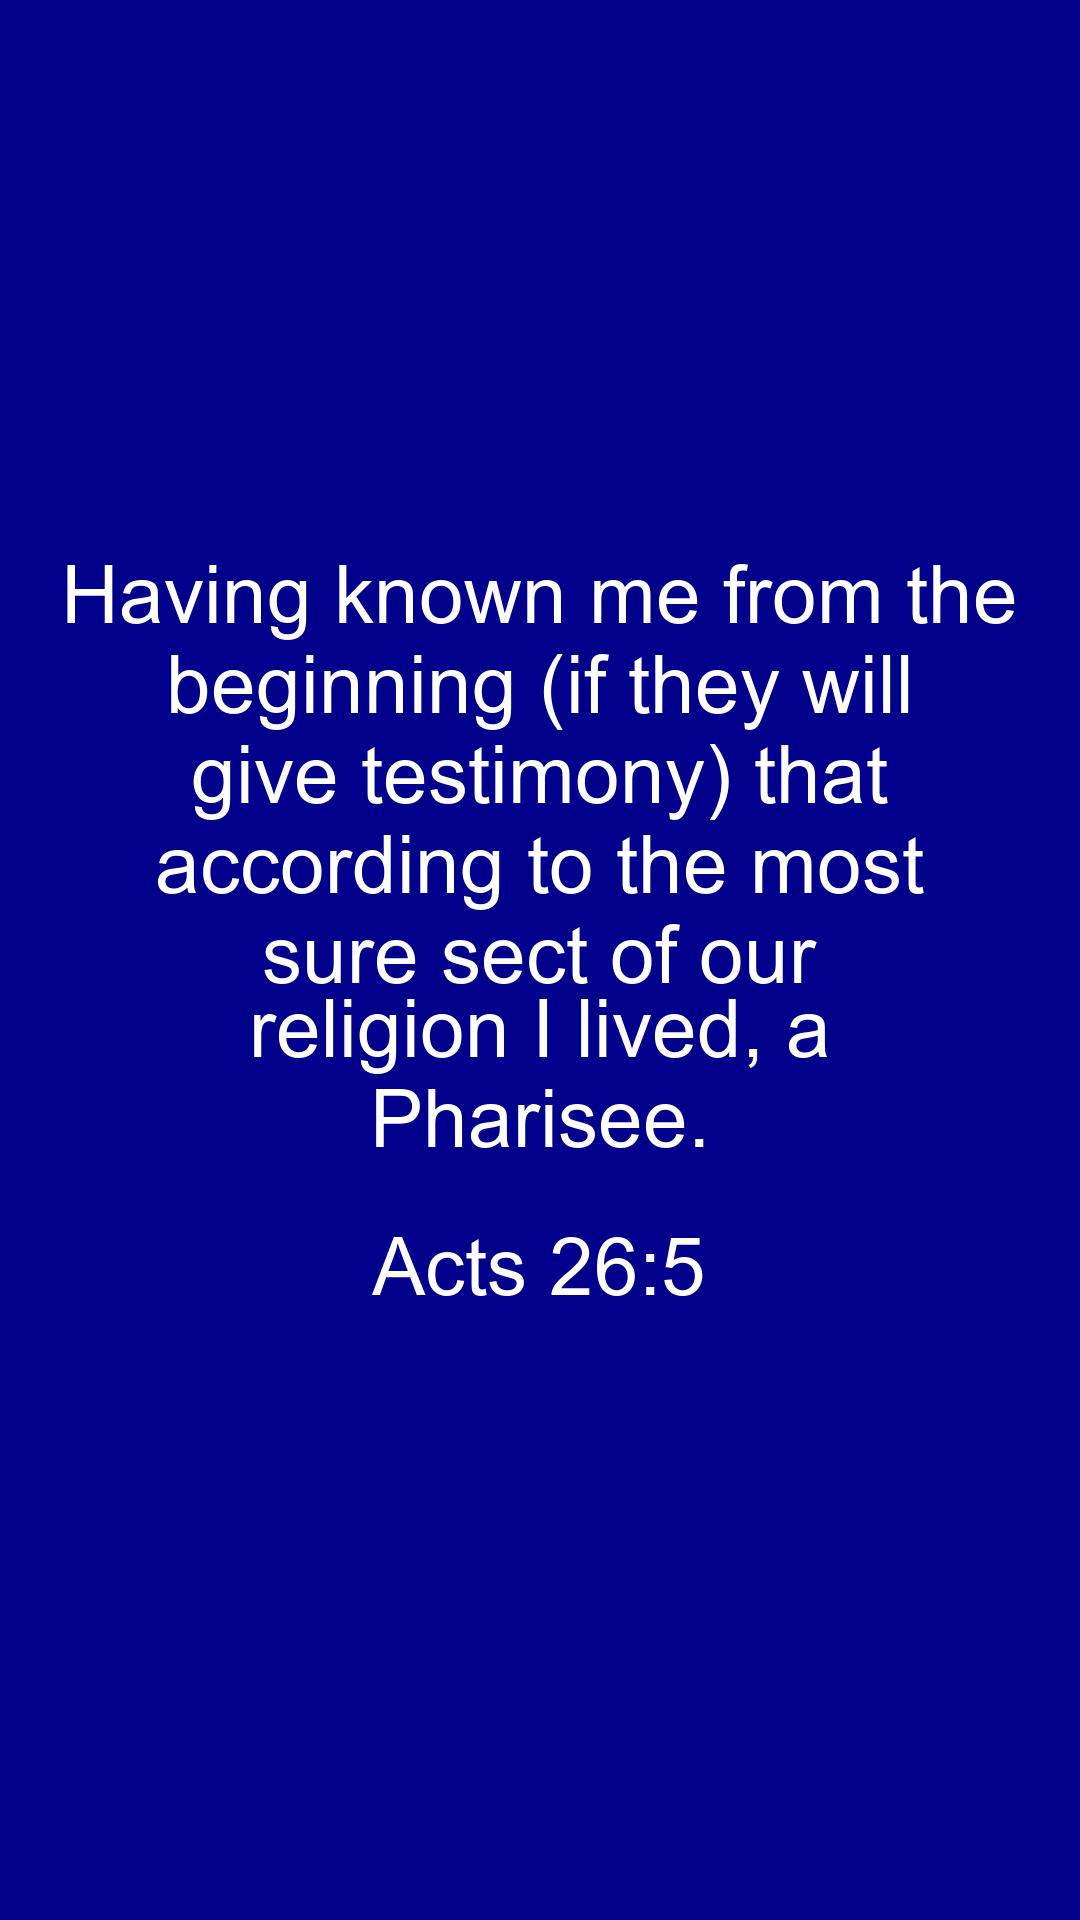 Having known me from the
beginning (if they will
give testimony) that
according to the most
sure sect of our
religion I lived, a
Pharisee.
Acts 26:5